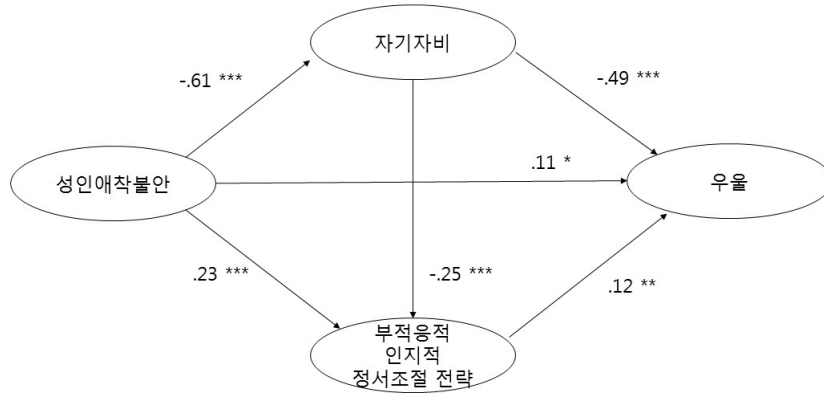 자기자비
-.61 ***
-.49 ***
.11 *
성인애착불안
우울
.23 ***
-.25 ***
.12 **
부적응적
인지적
정서조절 전략